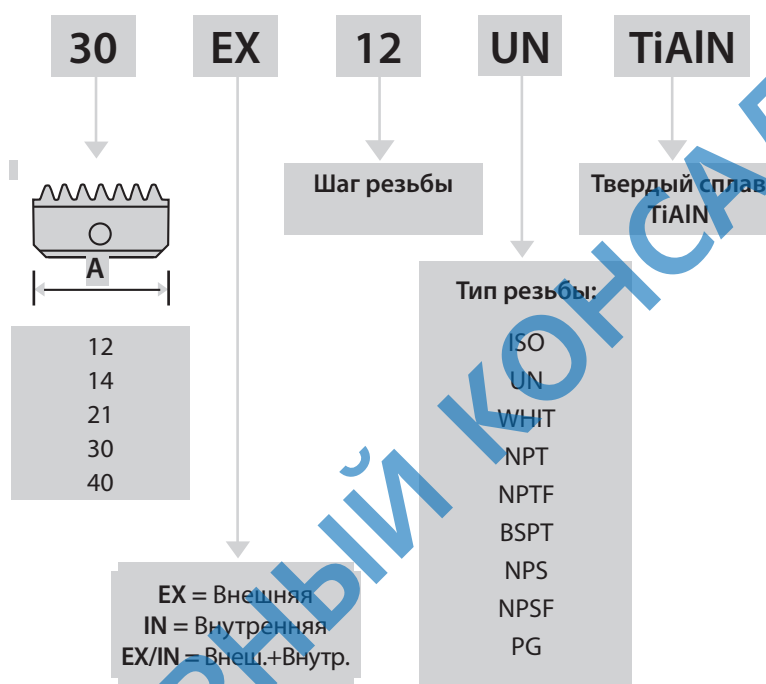 30 EX 12 UN TiAlN
Шаг резьбы
Твердый сплав
TiAlN
A
12
14
21
30
40
Тип резьбы:
ISO
UN
WHIT
NPT
NPTF
BSPT
NPS
NPSF
PG
EX = Внешняя
IN = Внутренняя
EX/IN = Внеш.+Внутр.